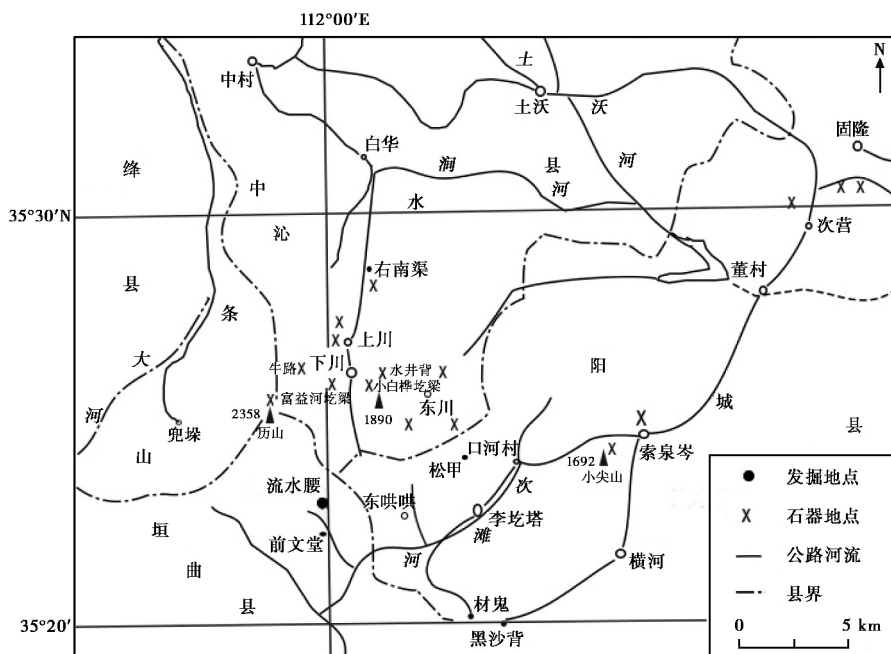 112°00′E
N
中村
土
土沃
沃
固隆
白华
绛
中
涧
县
河
河
水
35°30′N
沁
次营
右南渠
董村
县
条
大
上川
牛路
下川
水井背
小白桦圪梁
阳
富益河圪梁
东川
城
2358
历山
1890
河
兜垛
山
口河村
松甲
1692
小尖山
索泉岑
县
流水腰
东哄哄
次
李圪塔
滩
垣
前文堂
河
横河
曲
县
材鬼
35°20′
黑沙背
发掘地点
石器地点
公路河流
县界
0
5 km